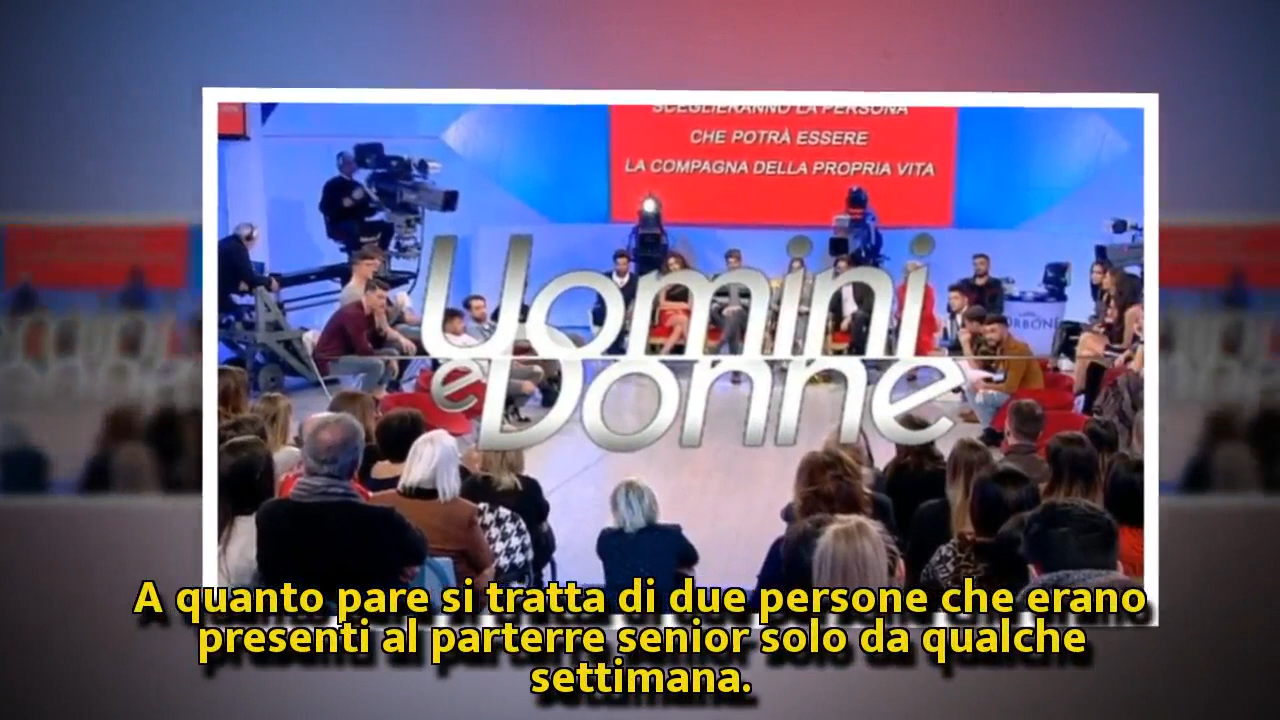 SCEGLIERANNO LA PERSONA
CHE POTRÀ ESSERE
LA COMPAGNA DELLA PROPRIA VITA
Uomini
e Donne
A quanto pare si tratta di due persone che erano
presenti al parterre senior solo da qualche
settimana.